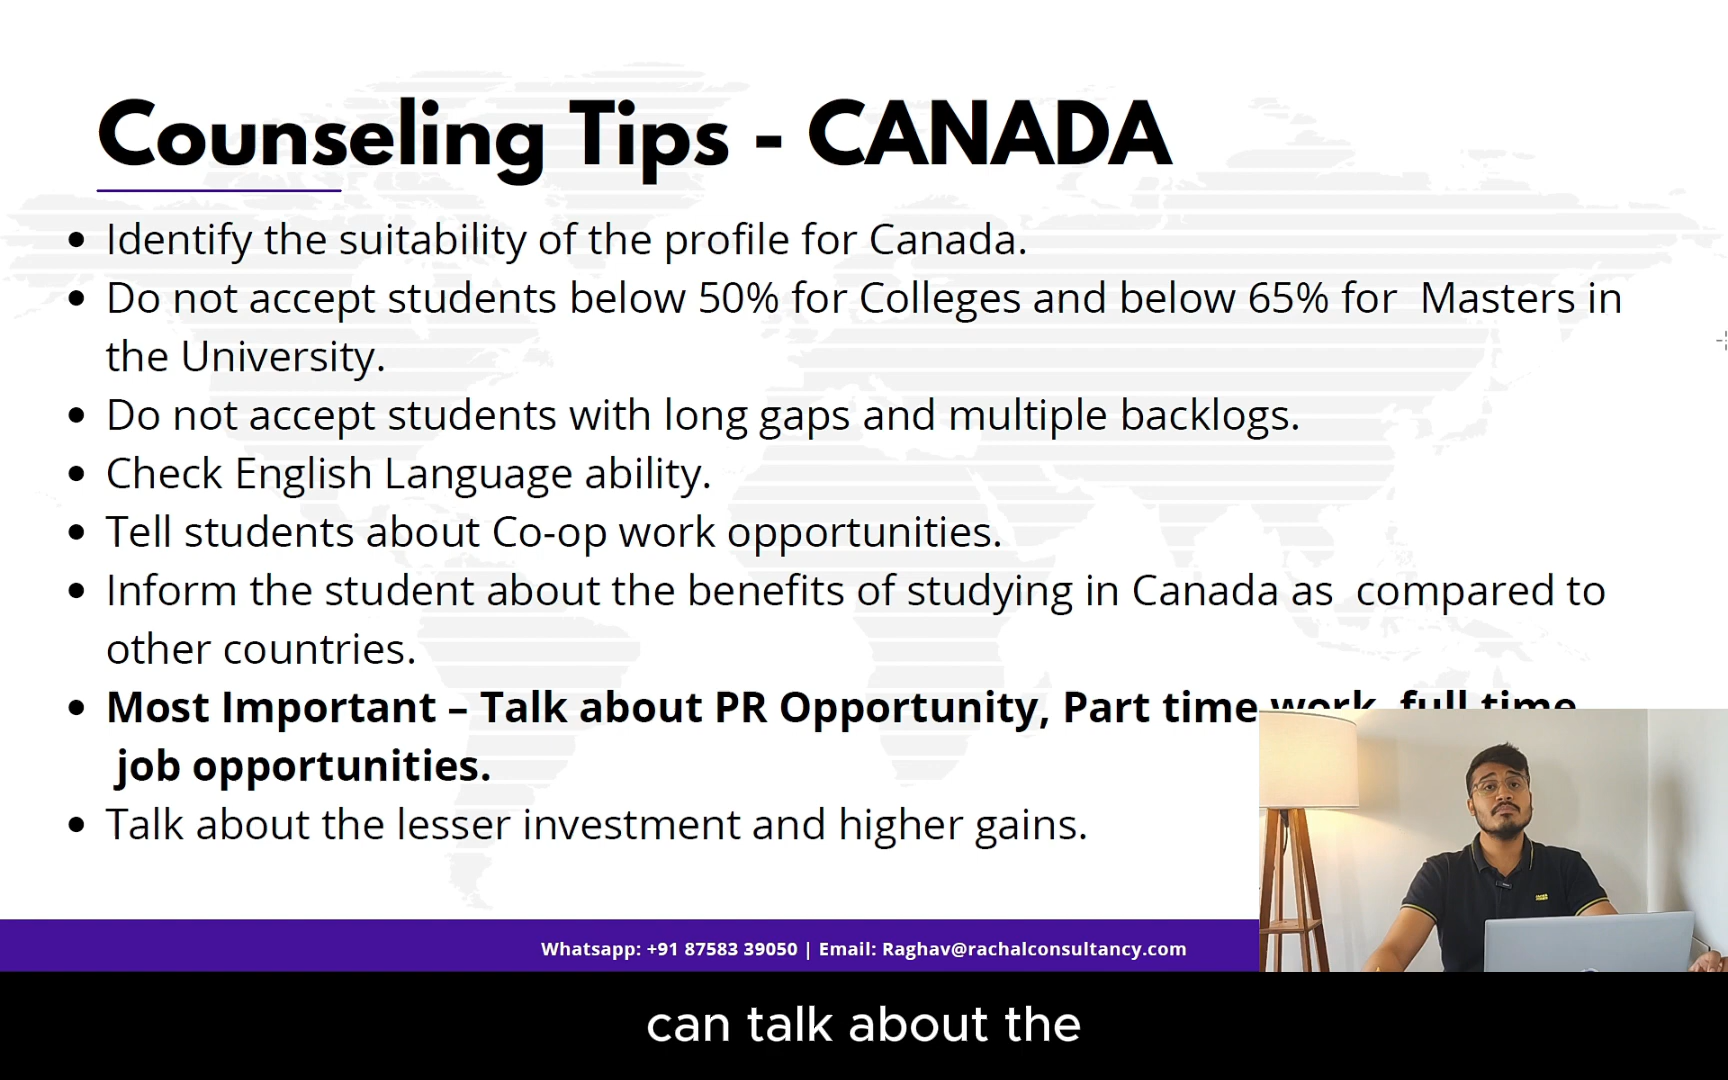 Counseling Tips - CANADA
• Identify the suitability of the profile for Canada.
• Do not accept students below 50% for Colleges and below 65% for Masters in
the University.
• Do not accept students with long gaps and multiple backlogs.
• Check English Language ability.
• Tell students about Co-op work opportunities.
• Inform the student about the benefits of studying in Canada as compared to
other countries.
• Most Important – Talk about PR Opportunity, Part time work, full time
job opportunities.
• Talk about the lesser investment and higher gains.
Whatsapp: +91 87583 39050 | Email: Raghav@rachalconsultancy.com
can talk about the